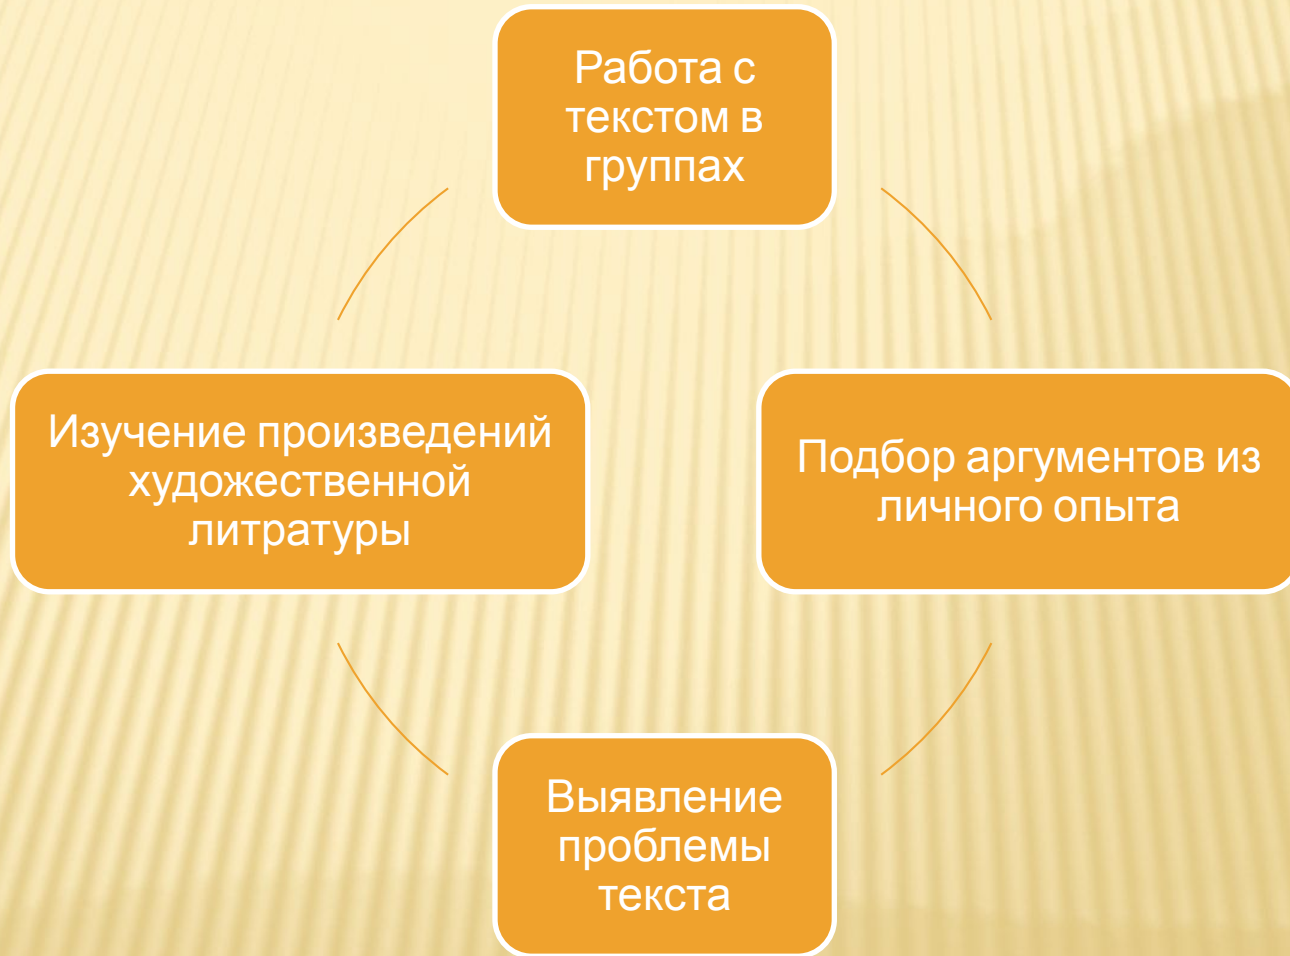 Работа с
текстом в
группах
Изучение произведений
художественной
литратуры
Подбор аргументов из
личного опыта
Выявление
проблемы
текста